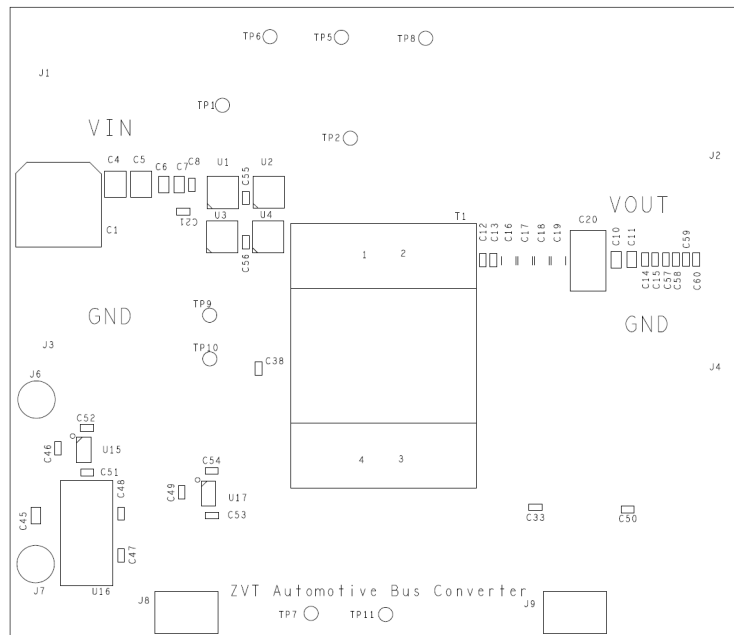 TP6
TP5
TP8
J1
TP1
VIN
TP2
J2
C4
C5
C6
C7
C8
U1
C55
U2
VOUT
C21
U3
U4
T1
C20
C1
C56
1
2
C12
C13
C16
C17
C18
C19
C10
C11
C14
C15
C57
C58
C59
C60
TP9
GND
GND
J3
TP10
C38
J4
J6
C52
C46
U15
C51
C54
4
3
C49
U17
C53
C48
C45
C47
C33
C50
J7
U16
J8
ZVT Automotive Bus Converter
J9
TP7
TP11